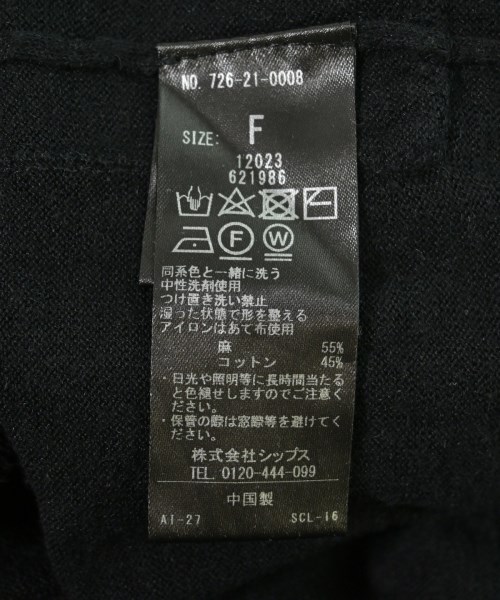 NO. 726-21-0008
SIZE: F
12023
621986
F W
同系色と一緒に洗う
中性洗剤使用
つけ置き洗い禁止
湿った状態で形を整える
アイロンはあて布使用
麻 55%
コットン 45%
・日光や照明等に長時間当たる
と色褪せしますのでご注意く
ださい。
・保管の際は窓際等を避けてく
ださい。
株式会社シップス
TEL. 0120-444-099
中国製
AI-27 SCL-16